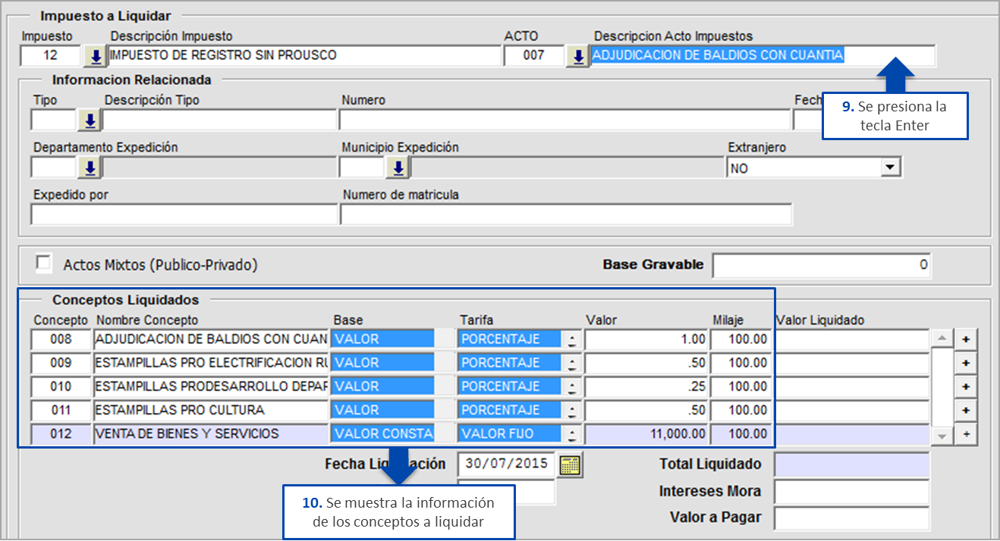 Impuesto a Liquidar
Impuesto Descripción Impuesto ACTO Descripcion Acto Impuestos
12 IMPUESTO DE REGISTRO SIN PROUSCO 007 ADJUDICACION DE BALDIOS CON CUANTIA
Informacion Relacionada
Tipo Descripción Tipo Numero Fech
9. Se presiona la
tecla Enter
Departamento Expedición Municipio Expedición Extranjero
NO
Expedido por Numero de matricula
Actos Mixtos (Publico-Privado) Base Gravable 0
Conceptos Liquidados
Concepto Nombre Concepto Base Tarifa Valor Milaje Valor Liquidado
008 ADJUDICACION DE BALDIOS CON CUAN VALOR PORCENTAJE 1.00 100.00 +
009 ESTAMPILLAS PRO ELECTRIFICACION RU VALOR PORCENTAJE .50 100.00 +
010 ESTAMPILLAS PRODESARROLLO DEPAR VALOR PORCENTAJE .25 100.00 +
011 ESTAMPILLAS PRO CULTURA VALOR PORCENTAJE .50 100.00 +
012 VENTA DE BIENES Y SERVICIOS VALOR CONSTA VALOR FIJO 11,000.00 100.00 +
Fecha Li ación 30/07/2015 Total Liquidado
Intereses Mora
Valor a Pagar
10. Se muestra la información
de los conceptos a liquidar